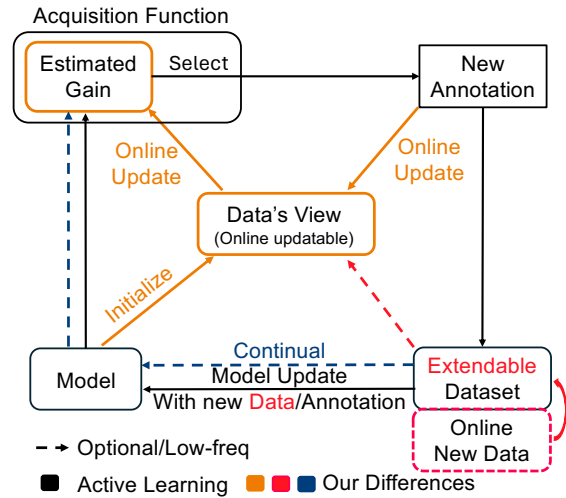 Acquisition Function
Estimated
Gain
Select
New
Annotation
Online
Update
Online
Update
Data's View
(Online updatable)
Initialize
Continual
Model
Model Update
With new Data/Annotation
Extendable
Dataset
Online
New Data
Optional/Low-freq
Active Learning
Our Differences